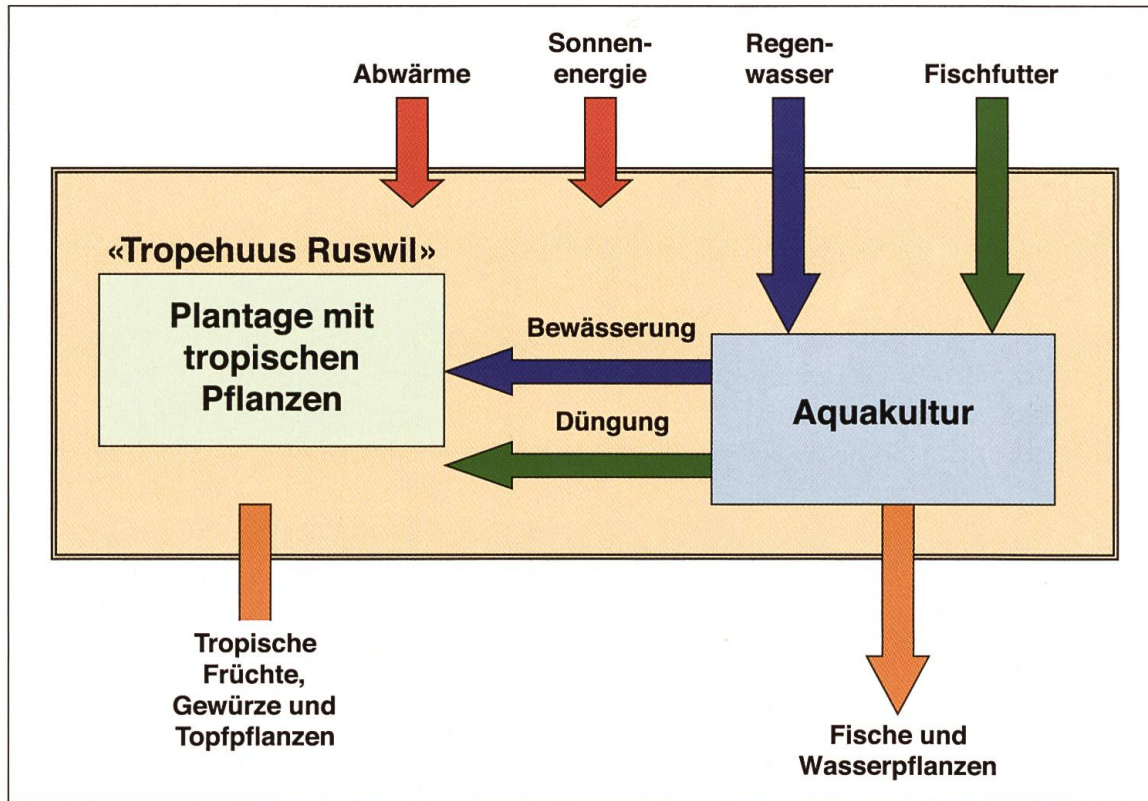 Abwärme
Sonnen-
energie
Regen-
wasser
Fischfutter
«Tropehuus Ruswil»
Plantage mit
tropischen
Pflanzen
Bewässerung
Düngung
Aquakultur
Tropische
Früchte,
Gewürze und
Topfpflanzen
Fische und
Wasserpflanzen